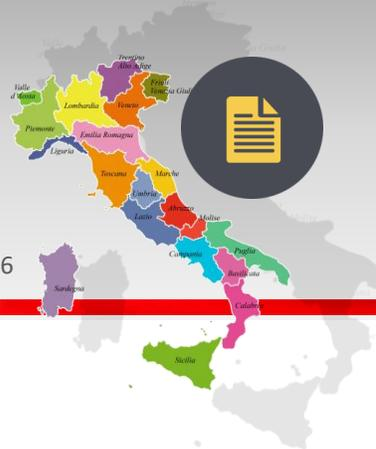 Trentino
Alto Adige
Friuli
Venezia Giuli
Valle
d'Aosta
Lombardia
Veneto
Piemonte
Emilia Romagna
Liguria
Toscana
Marche
Umbria
Abruzzo
Lazio
Molise
Campania
Puglia
Basilicata
6
Sardegna
Calabria
Sicilia